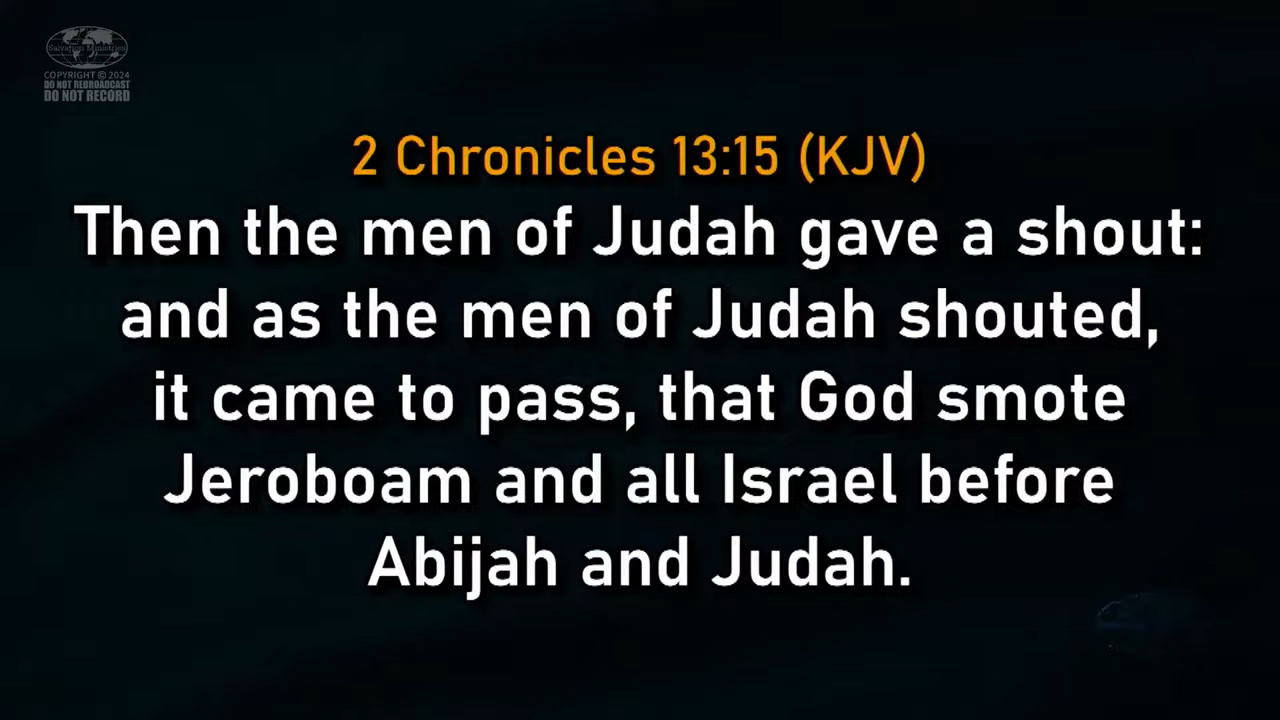 Salvation Ministries
COPYRIGHT © 2024
DO NOT REBROADCAST
DO NOT RECORD
2 Chronicles 13:15 (KJV)
Then the men of Judah gave a shout:
and as the men of Judah shouted,
it came to pass, that God smote
Jeroboam and all Israel before
Abijah and Judah.